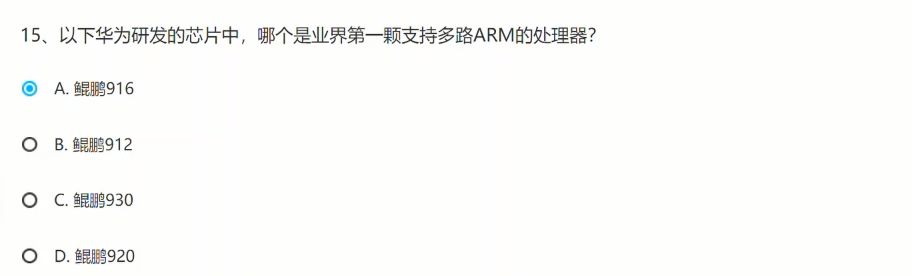 15、以下华为研发的芯片中，哪个是业界第一颗支持多路ARM的处理器？
A. 鲲鹏916
B. 鲲鹏912
C. 鲲鹏930
D. 鲲鹏920